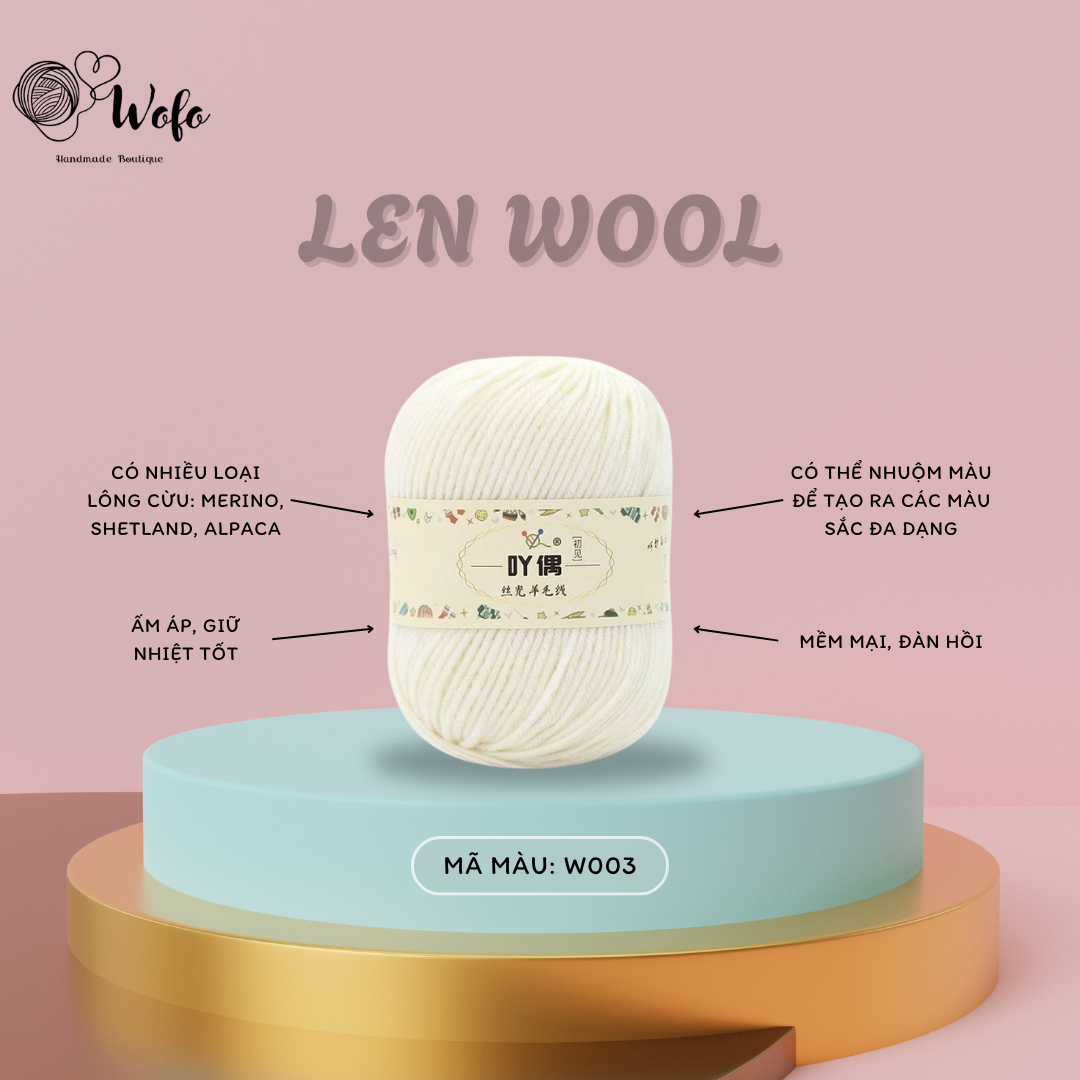 Wofo
Handmade Boutique
LEN WOOL
CÓ NHIỀU LOẠI
LÔNG CỪU: MERINO,
SHETLAND, ALPACA
CÓ THỂ NHUỘM MÀU
ĐỂ TẠO RA CÁC MÀU
SẮC ĐA DẠNG
®
初见
吖偶
丝光羊毛线
ẤM ÁP, GIỮ
NHIỆT TỐT
MỀM MẠI, ĐÀN HỒI
MÃ MÀU: W003